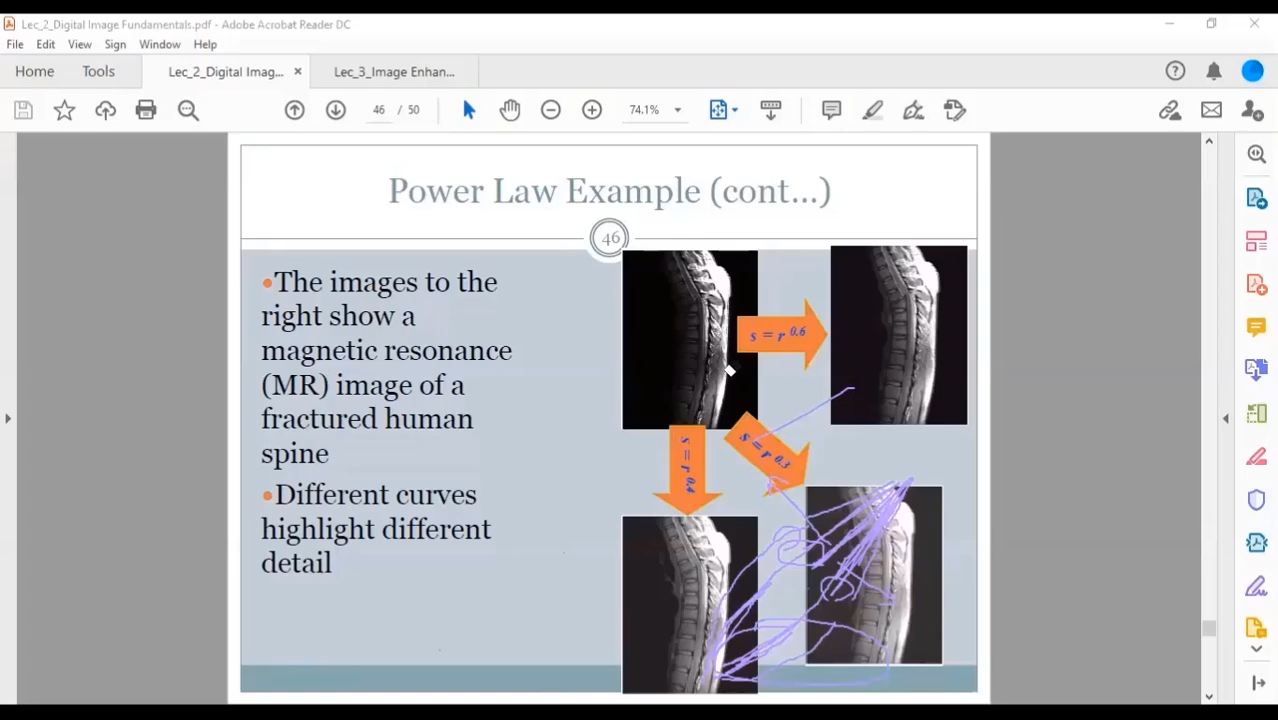 Lec_2_Digital Image Fundamentals.pdf - Adobe Acrobat Reader DC
File Edit View Sign Window Help
Home Tools Lec_2_Digital Imag... × Lec_3_Image Enhan...
46 / 50 74.1%
Power Law Example (cont…)
46
•The images to the
right show a
magnetic resonance
(MR) image of a
fractured human
spine
•Different curves
highlight different
detail
s = r 0.6
s = r 0.3
s = r 0.4